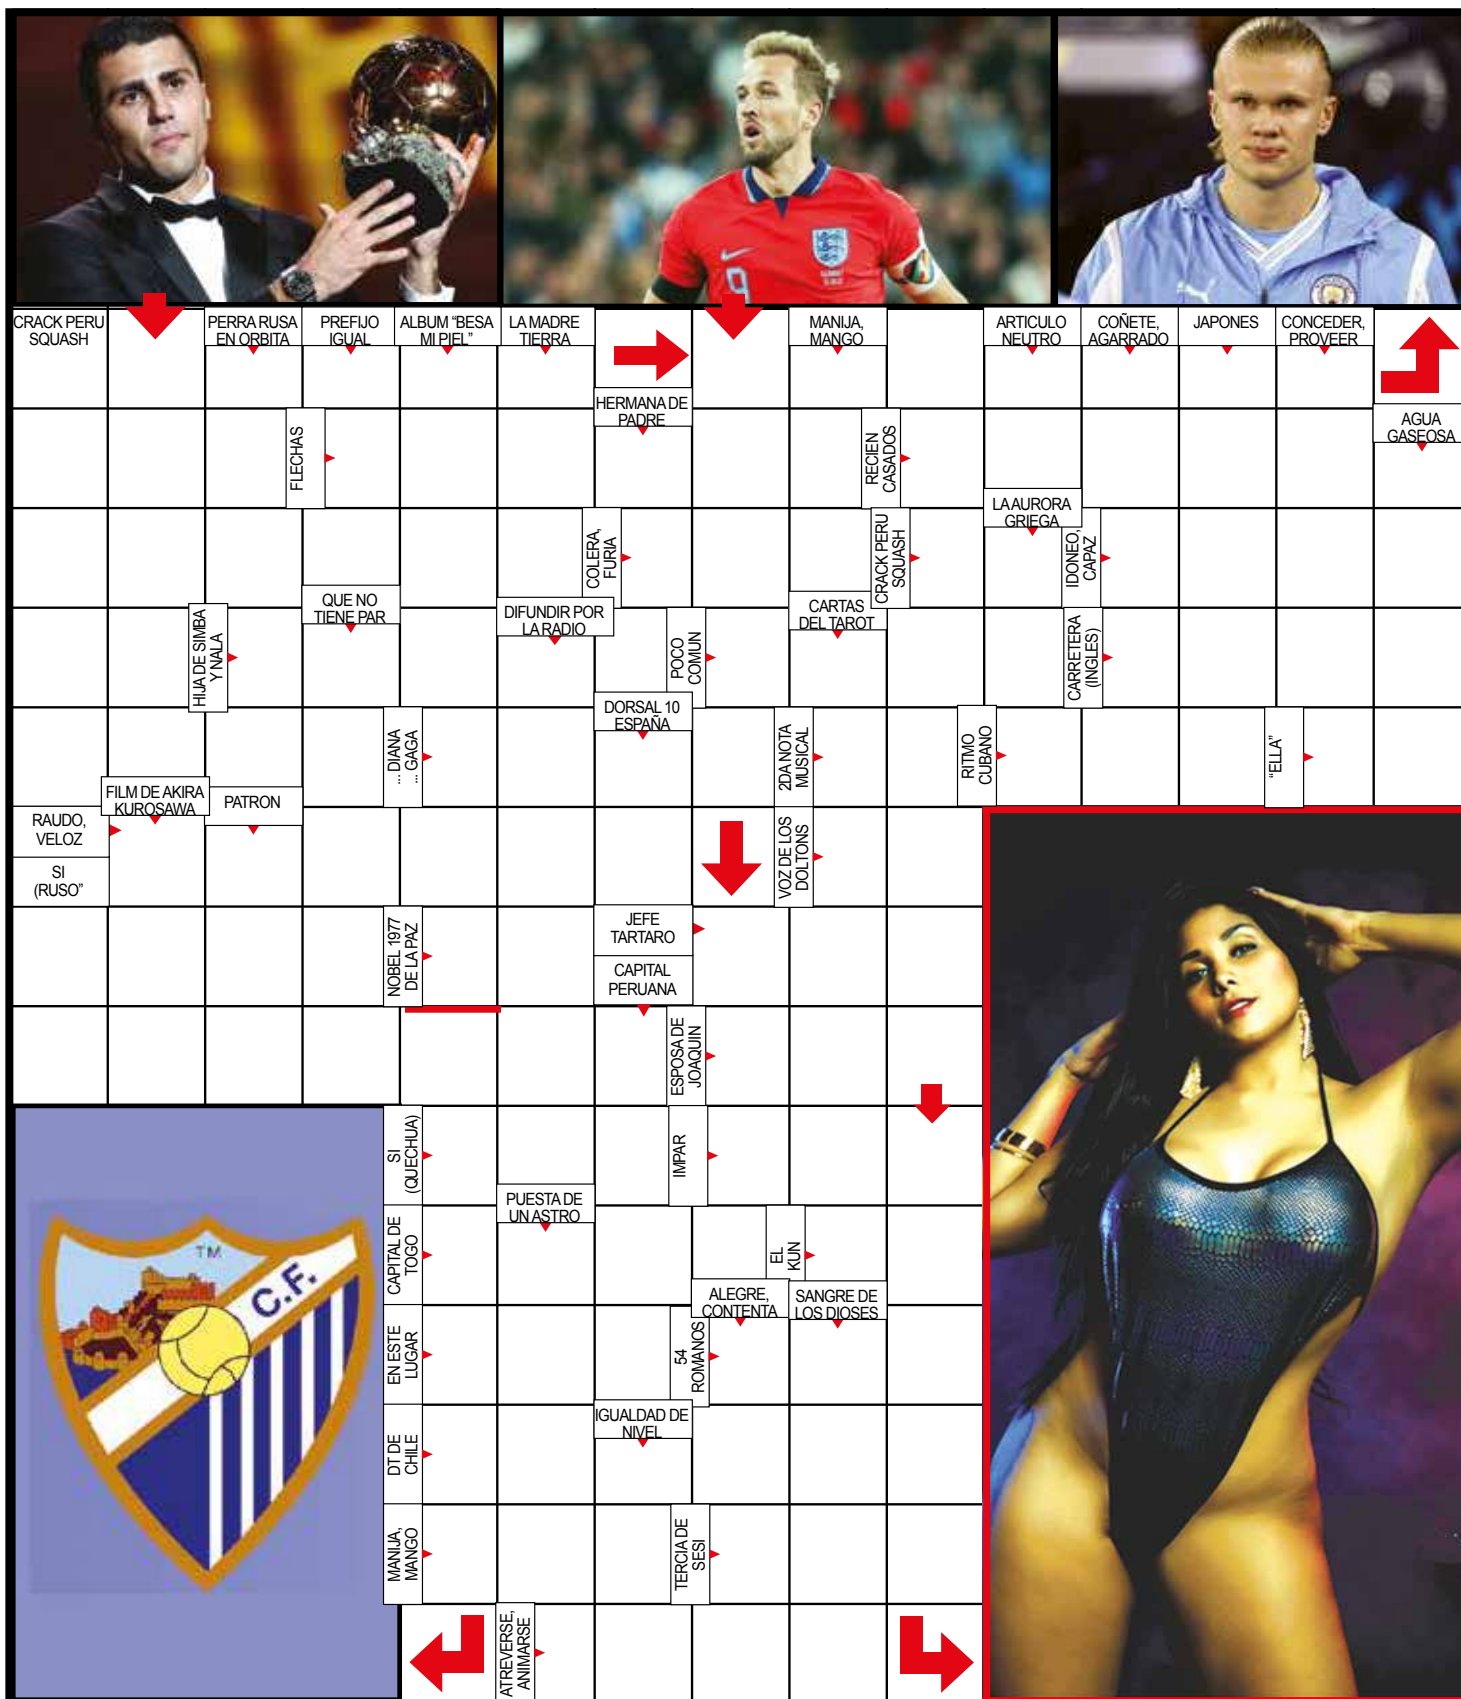 9
CRACK PERU
SQUASH
PERRA RUSA
EN ORBITA
PREFIJO
IGUAL
ALBUM “BESA
MI PIEL”
LA MADRE
TIERRA
MANIJA,
MANGO
ARTICULO
NEUTRO
COÑETE,
AGARRADO
JAPONES
CONCEDER,
PROVEER
HERMANA DE
PADRE
AGUA
GASEOSA
FLECHAS
RECIEN
CASADOS
LA AURORA
GRIEGA
COLERA,
FURIA
CRACK PERU
SQUASH
IDONEO,
CAPAZ
QUE NO
TIENE PAR
DIFUNDIR POR
LA RADIO
CARTAS
DEL TAROT
HIJA DE SIMBA
Y NALA
POCO
COMUN
CARRETERA
(INGLES)
DORSAL 10
ESPAÑA
... DIANA
... GAGA
2DA NOTA
MUSICAL
RITMO
CUBANO
“ELLA”
FILM DE AKIRA
KUROSAWA
PATRON
RAUDO,
VELOZ
SI
(RUSO”
VOZ DE LOS
DOLTONS
NOBEL 1977
DE LA PAZ
JEFE
TARTARO
CAPITAL
PERUANA
ESPOSA DE
JOAQUIN
SI
(QUECHUA)
IMPAR
PUESTA DE
UN ASTRO
CAPITAL DE
TOGO
EL
KUN
ALEGRE,
CONTENTA
SANGRE DE
LOS DIOSES
EN ESTE
LUGAR
54
ROMANOS
IGUALDAD DE
NIVEL
DT DE
CHILE
MANIJA,
MANGO
TERCIA DE
SESI
ATREVERSE,
ANIMARSE
TM
C.F.